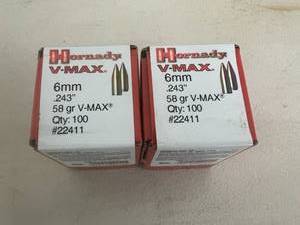 Hornady
V-MAX®
6mm
.243"
58 gr V-MAX®
Qty: 100
#22411
Hornady
V-MAX®
6mm
.243"
58 gr V-MAX®
Qty: 100
#22411